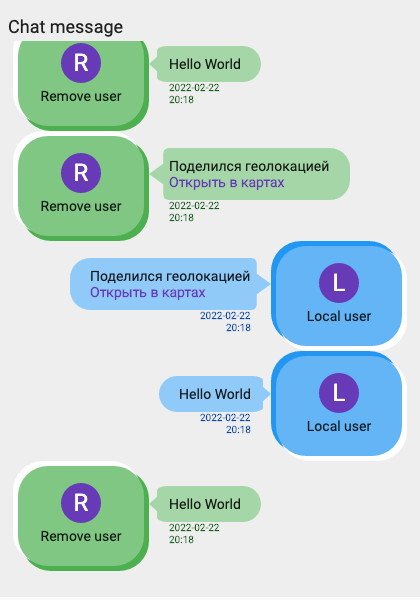 Chat message
R
Remove user
Hello World
2022-02-22
20:18
R
Remove user
Поделился геолокацией
Открыть в картах
2022-02-22
20:18
Поделился геолокацией
Открыть в картах
2022-02-22
20:18
L
Local user
Hello World
2022-02-22
20:18
L
Local user
R
Remove user
Hello World
2022-02-22
20:18